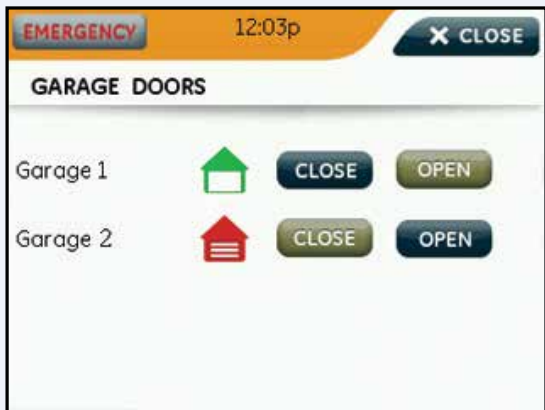 EMERGENCY 12:03p X CLOSE
GARAGE DOORS
Garage 1 CLOSE OPEN
Garage 2 CLOSE OPEN